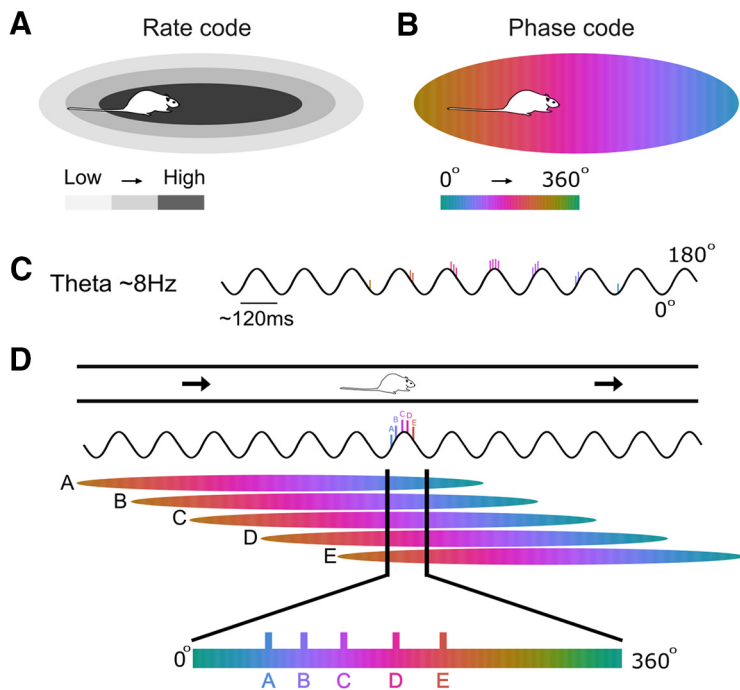 A
Rate code
Low → High
B
Phase code
0° → 360°
C
Theta ~8Hz
~120ms
180°
0°
D
A
B
C
D
E
A
B
C
D
E
0°
360°
A B C D E